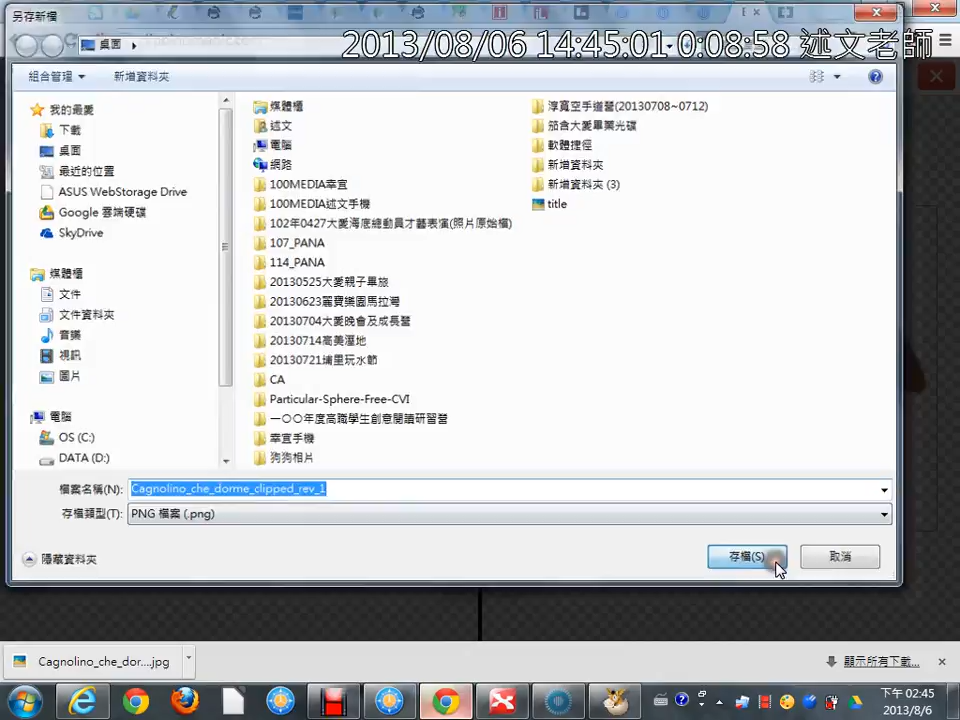 另存新檔
2013/08/06 14:45:01 0:08:58 述文老師
桌面
組合管理
新增資料夾
我的最愛
下載
桌面
最近的位置
ASUS WebStorage Drive
Google 雲端硬碟
SkyDrive
媒體櫃
文件
文件資料夾
音樂
視訊
圖片
電腦
OS (C:)
DATA (D:)
媒體櫃
述文
電腦
網路
100MEDIA幸宜
100MEDIA述文手機
102年0427大愛海底總動員才藝表演(照片原始檔)
107_PANA
114_PANA
20130525大愛親子畢旅
20130623麗寶樂園馬拉灣
20130704大愛晚會及成長營
20130714高美溼地
20130721埔里玩水節
CA
Particular-Sphere-Free-CVI
一〇〇年度高職學生創意閱讀研習營
幸宜手機
狗狗相片
淳寬空手道營(20130708~0712)
茄含大愛畢業光碟
軟體捷徑
新增資料夾
新增資料夾 (3)
title
檔案名稱(N):
Cagnolino_che_dorme_clipped_rev_1
存檔類型(T):
PNG 檔案 (.png)
隱藏資料夾
存檔(S)
取消
Cagnolino_che_dor....jpg
顯示所有下載...
下午 02:45
2013/8/6